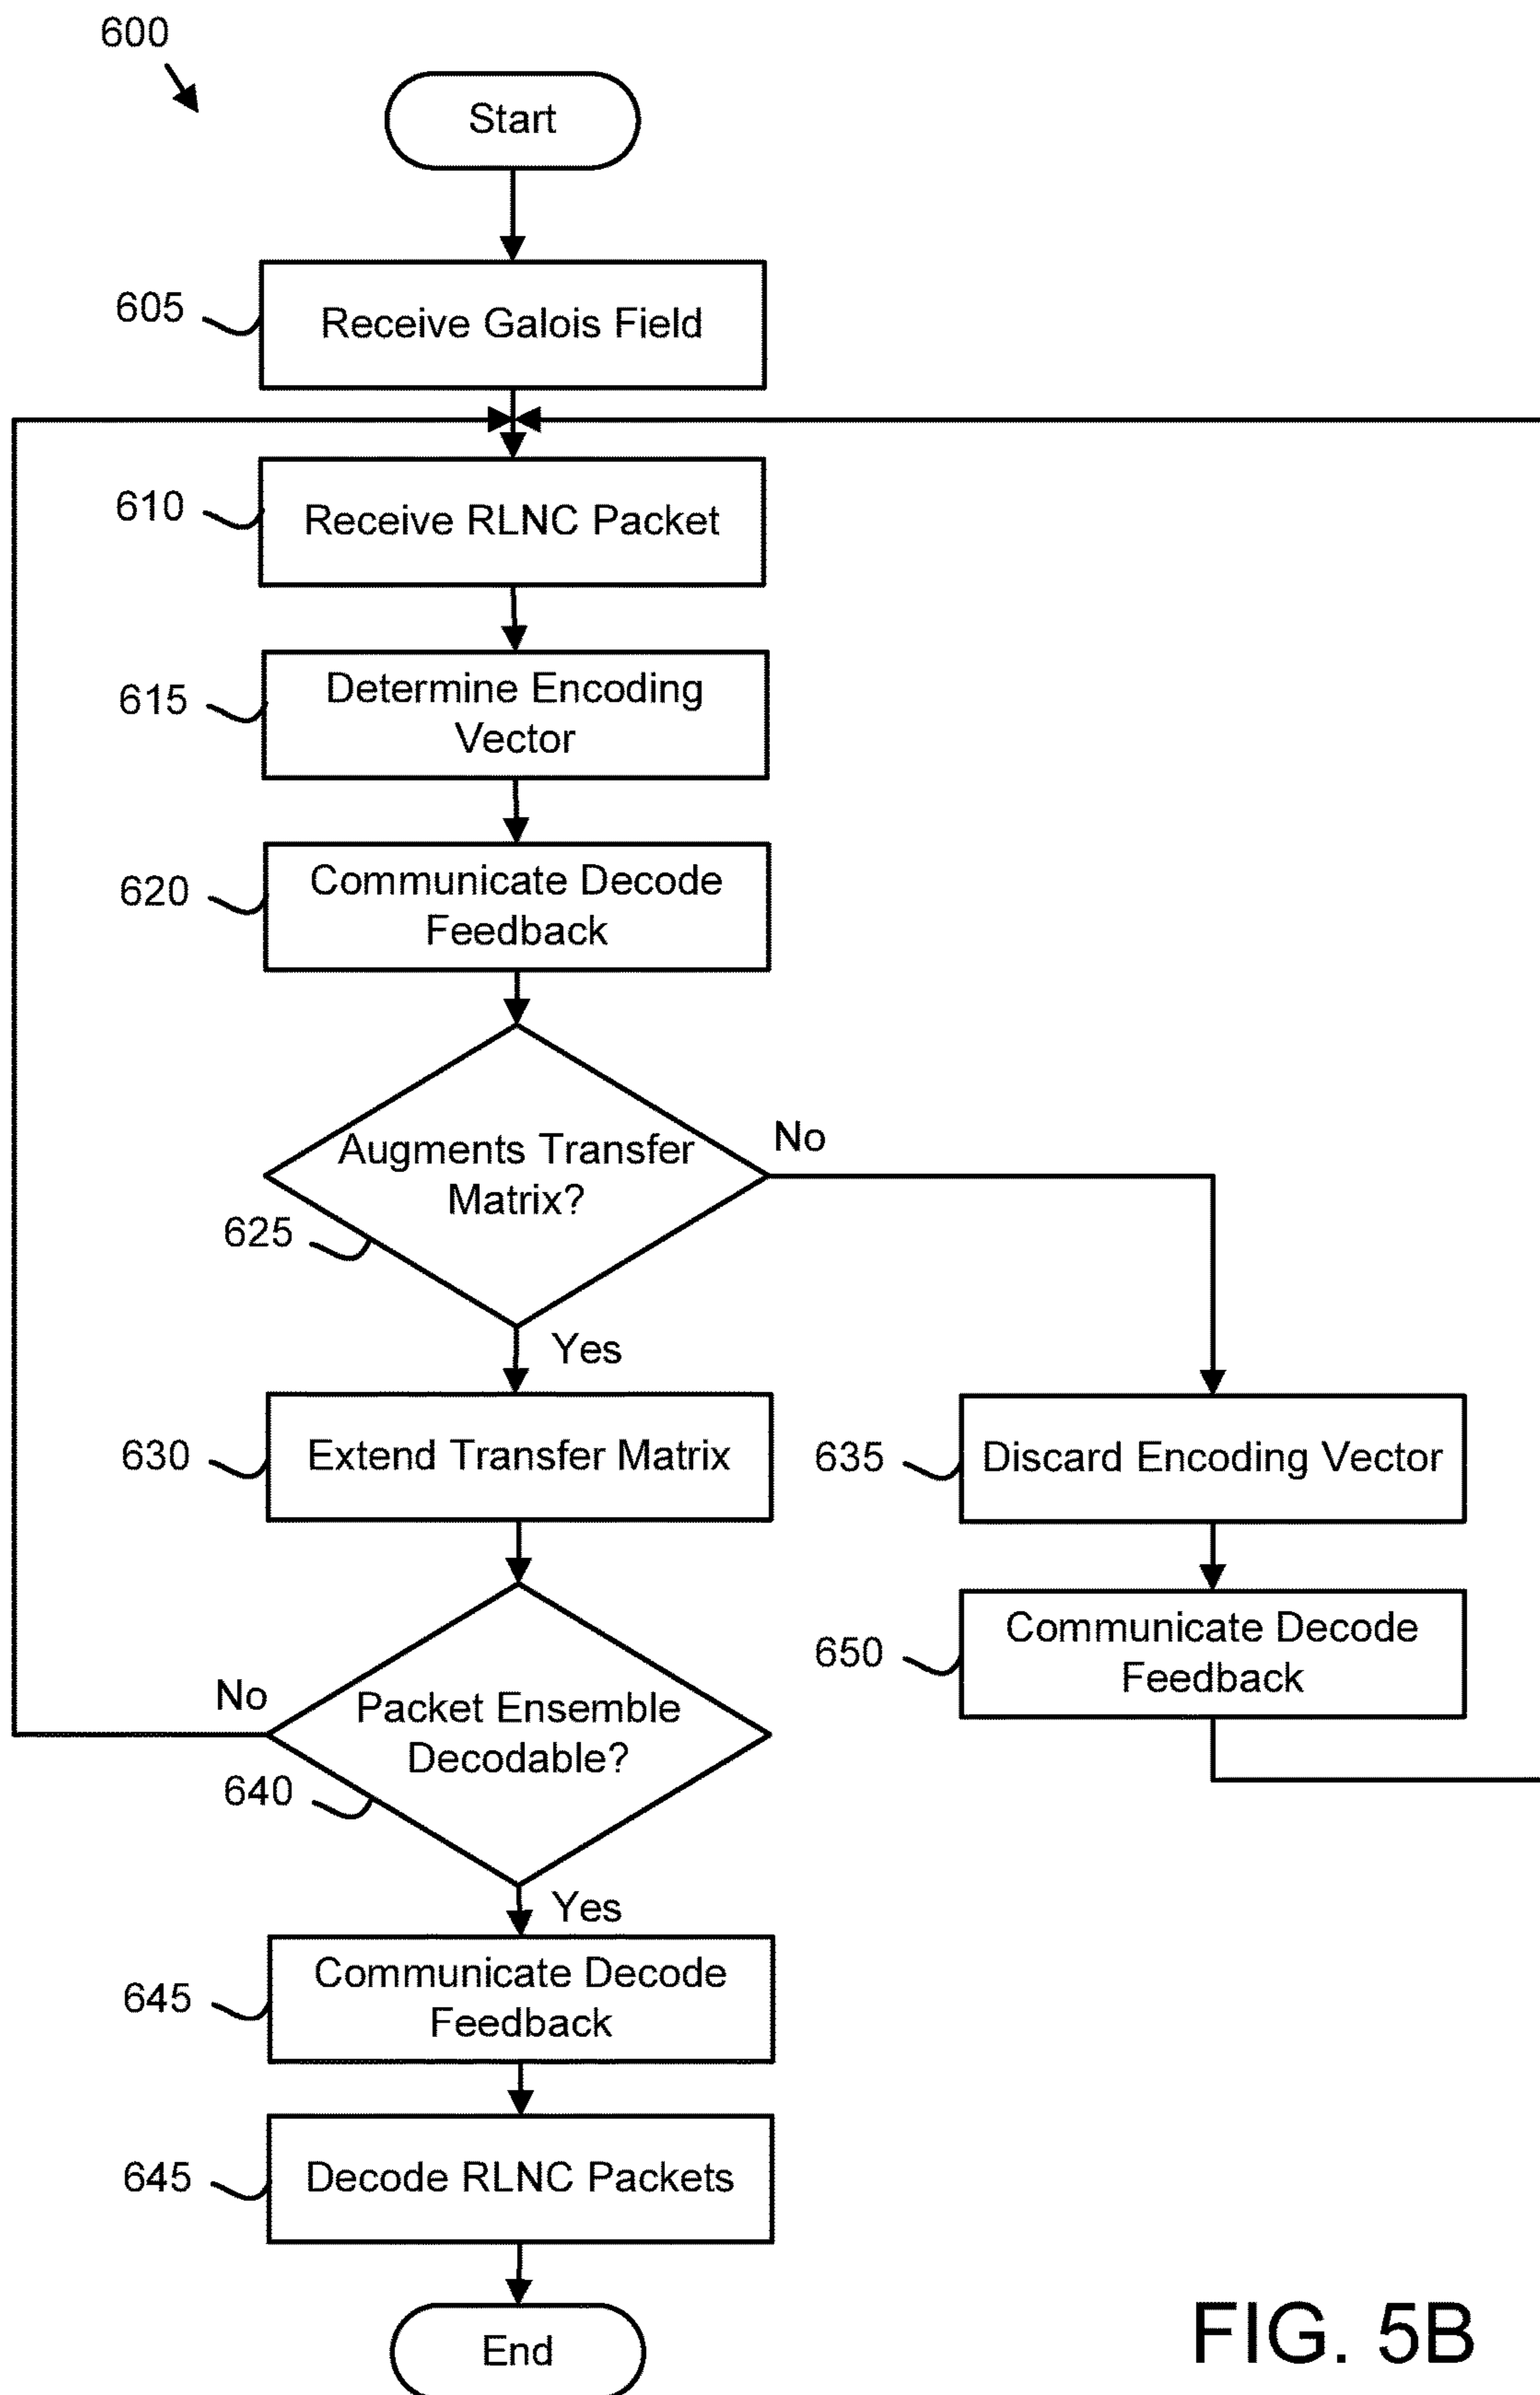 600
Start
605
Receive Galois Field
610
Receive RLNC Packet
615
Determine Encoding
Vector
620
Communicate Decode
Feedback
Augments Transfer
Matrix?
No
625
Yes
630
Extend Transfer Matrix
635
Discard Encoding Vector
650
Communicate Decode
Feedback
No
Packet Ensemble
Decodable?
640
Yes
645
Communicate Decode
Feedback
645
Decode RLNC Packets
End
FIG. 5B